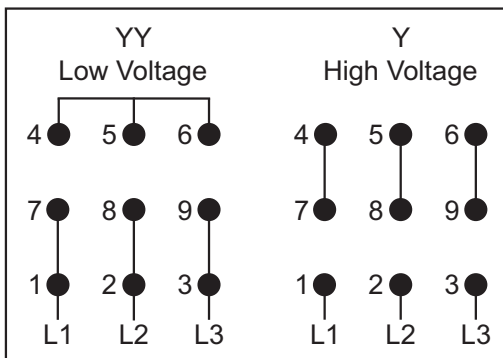 YY Y
Low Voltage High Voltage
4 5 6 4 5 6
7 8 9 7 8 9
1 2 3 1 2 3
L1 L2 L3 L1 L2 L3